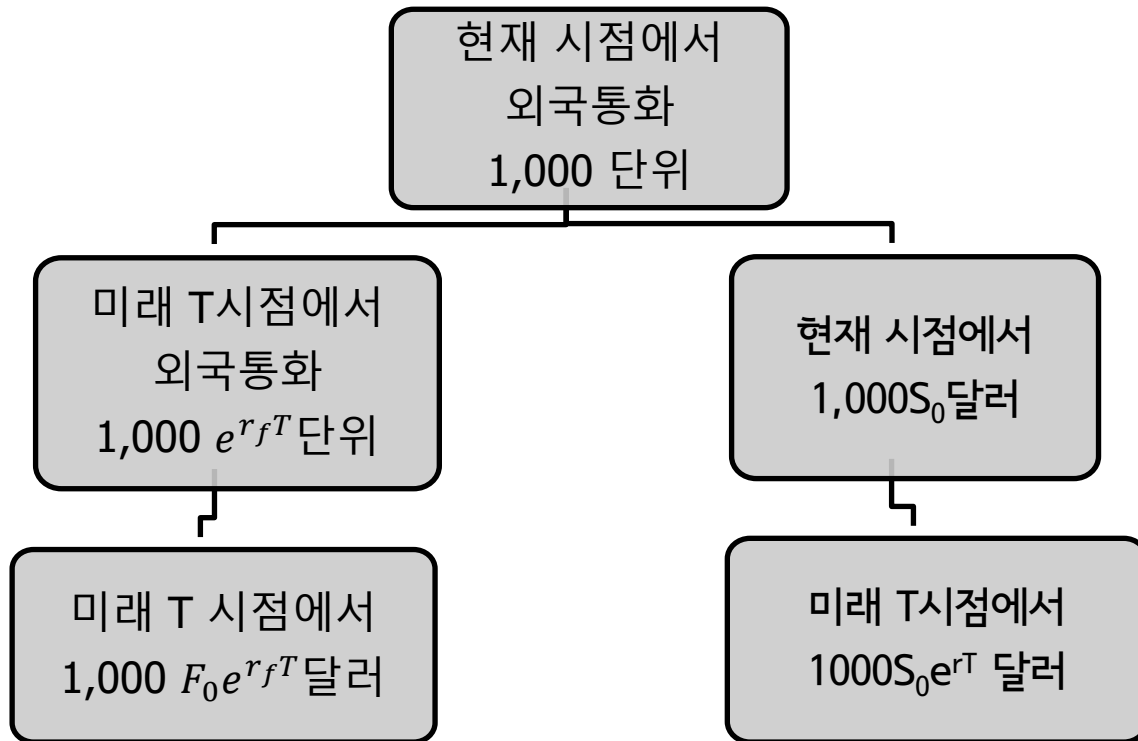 현재 시점에서
외국통화
1,000 단위
미래 T시점에서
외국통화
1,000 $e^{r_f T}$단위
현재 시점에서
1,000S₀달러
미래 T 시점에서
1,000 $F_0 e^{r_f T}$달러
미래 T시점에서
1000S₀e^{rT} 달러